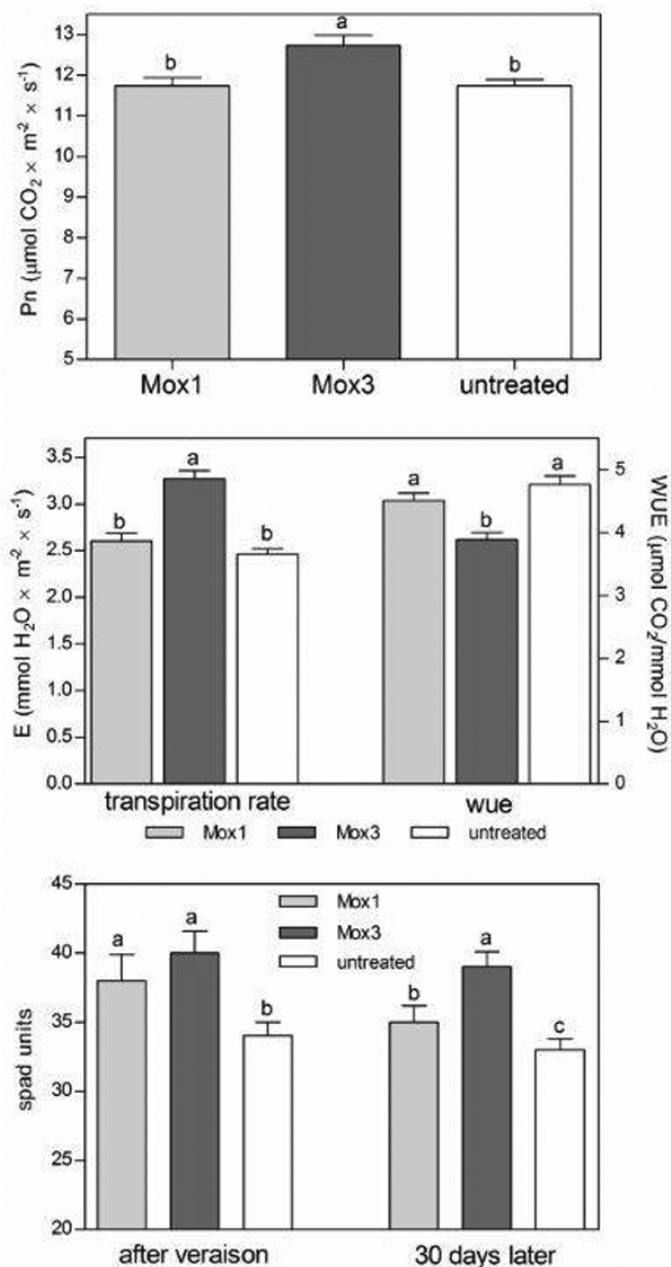 Pn (μmol CO₂ × m⁻² × s⁻¹)
13
12
11
10
9
8
7
6
5
b
a
b
Mox1 Mox3 untreated
E (mmol H₂O × m⁻² × s⁻¹)
3.5
3.0
2.5
2.0
1.5
1.0
0.5
0.0
b
a
b
a
b
a
5
4
3
2
1
0
WUE (μmol CO₂/mmol H₂O)
transpiration rate wue
Mox1 Mox3 untreated
spad units
45
40
35
30
25
20
Mox1
Mox3
untreated
a
a
b
b
a
c
after veraison 30 days later